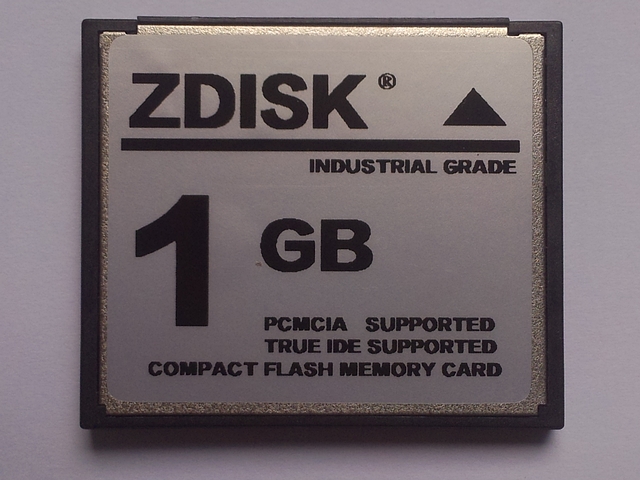 ZDISK®
INDUSTRIAL GRADE
1 GB
PCMCIA SUPPORTED
TRUE IDE SUPPORTED
COMPACT FLASH MEMORY CARD